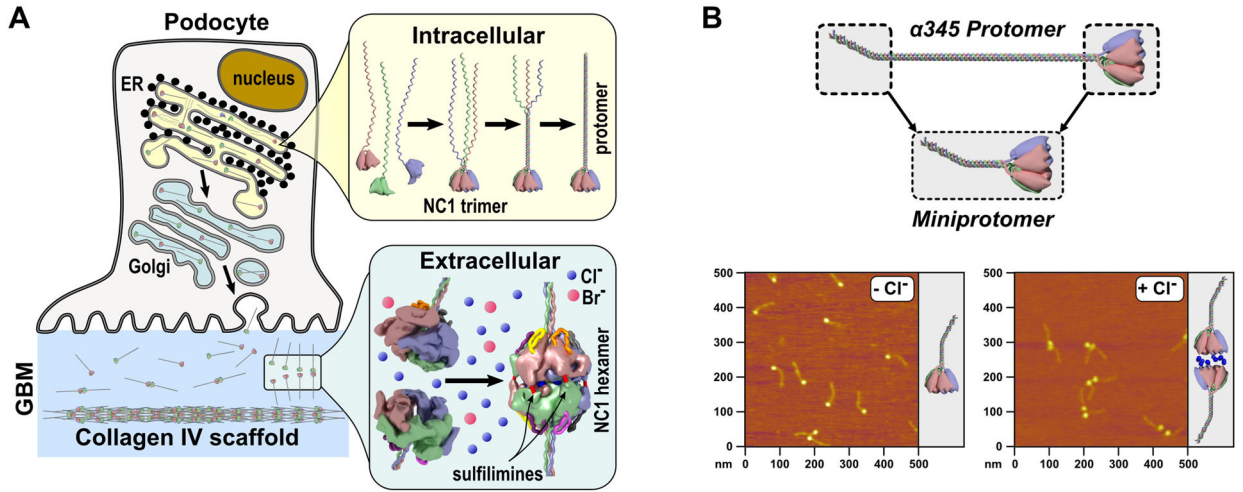 A
Podocyte
nucleus
ER
Golgi
GBM
Collagen IV scaffold
Intracellular
protomer
NC1 trimer
Extracellular
Cl⁻
Br⁻
NC1 hexamer
sulfilimines
B
α345 Protomer
Miniprotomer
- Cl⁻
500
400
300
200
100
0
nm 0 100 200 300 400 500
+ Cl⁻
500
400
300
200
100
0
nm 0 100 200 300 400 500